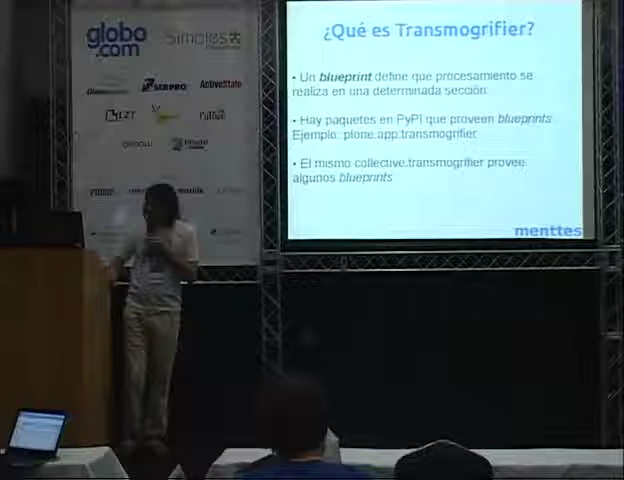 globo
.com
Simples
SERPRO
ActiveState
LZT
¿Qué es Transmogrifier?
• Un blueprint define que procesamiento se
realiza en una determinada sección.
• Hay paquetes en PyPI que proveen blueprints.
Ejemplo: plone.app.transmogrifier
• El mismo collective.transmogrifier provee
algunos blueprints
menttes